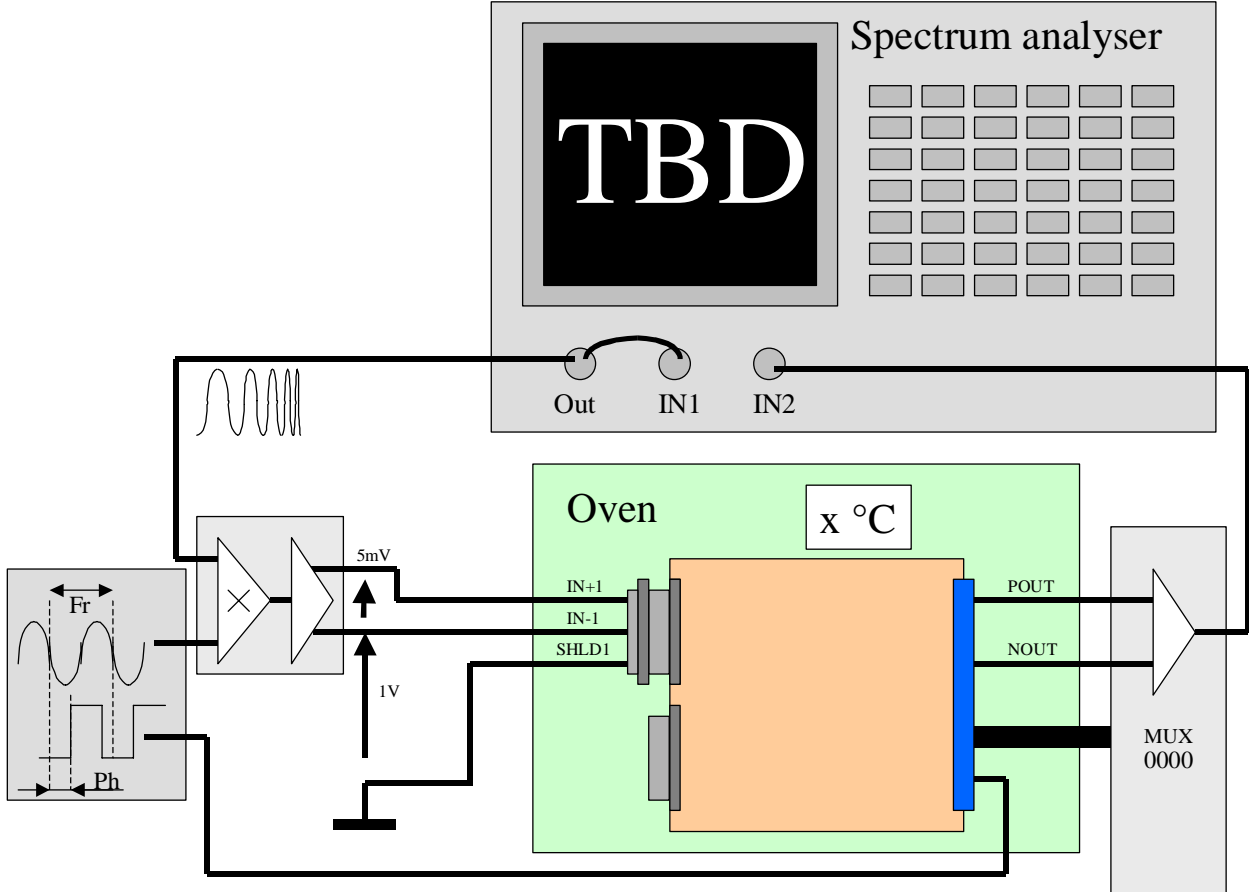 Spectrum analyser
TBD
Out
IN1
IN2
Oven
x °C
5mV
Fr
IN+1
POUT
IN-1
SHLD1
NOUT
1V
MUX
0000
Ph